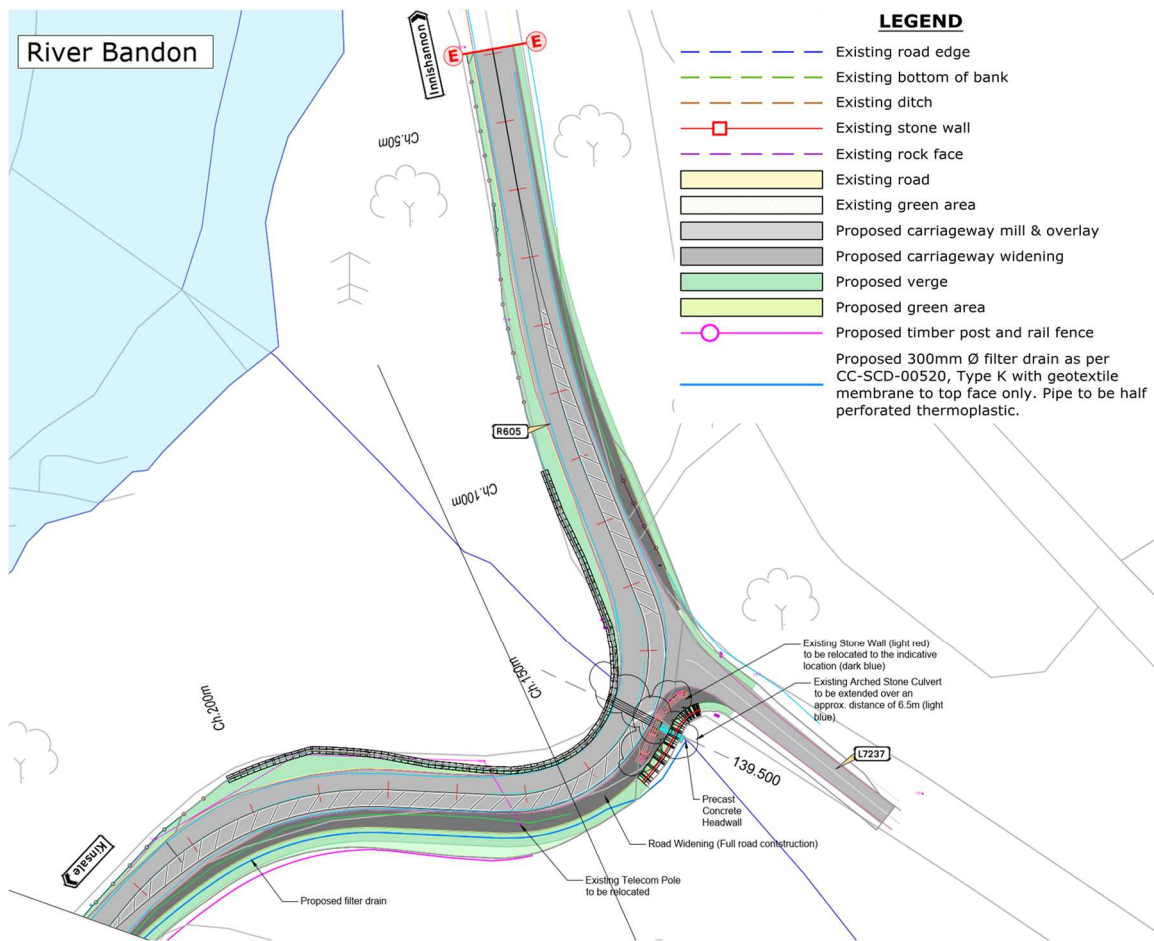 River Bandon
Innishannon
E
E
LEGEND
Existing road edge
Existing bottom of bank
Existing ditch
Existing stone wall
Existing rock face
Existing road
Existing green area
Proposed carriageway mill & overlay
Proposed carriageway widening
Proposed verge
Proposed green area
Proposed timber post and rail fence
Proposed 300mm Ø filter drain as per
CC-SCD-00520, Type K with geotextile
membrane to top face only. Pipe to be half
perforated thermoplastic.
Ch.50m
R605
Ch.100m
Ch.150m
Ch.200m
Existing Stone Wall (light red)
to be relocated to the indicative
location (dark blue)
Existing Arched Stone Culvert
to be extended over an
approx. distance of 6.5m (light
blue)
L7237
139.500
Precast
Concrete
Headwall
Road Widening (Full road contstruction)
Existing Telecom Pole
to be relocated
Kinsale
Proposed filter drain